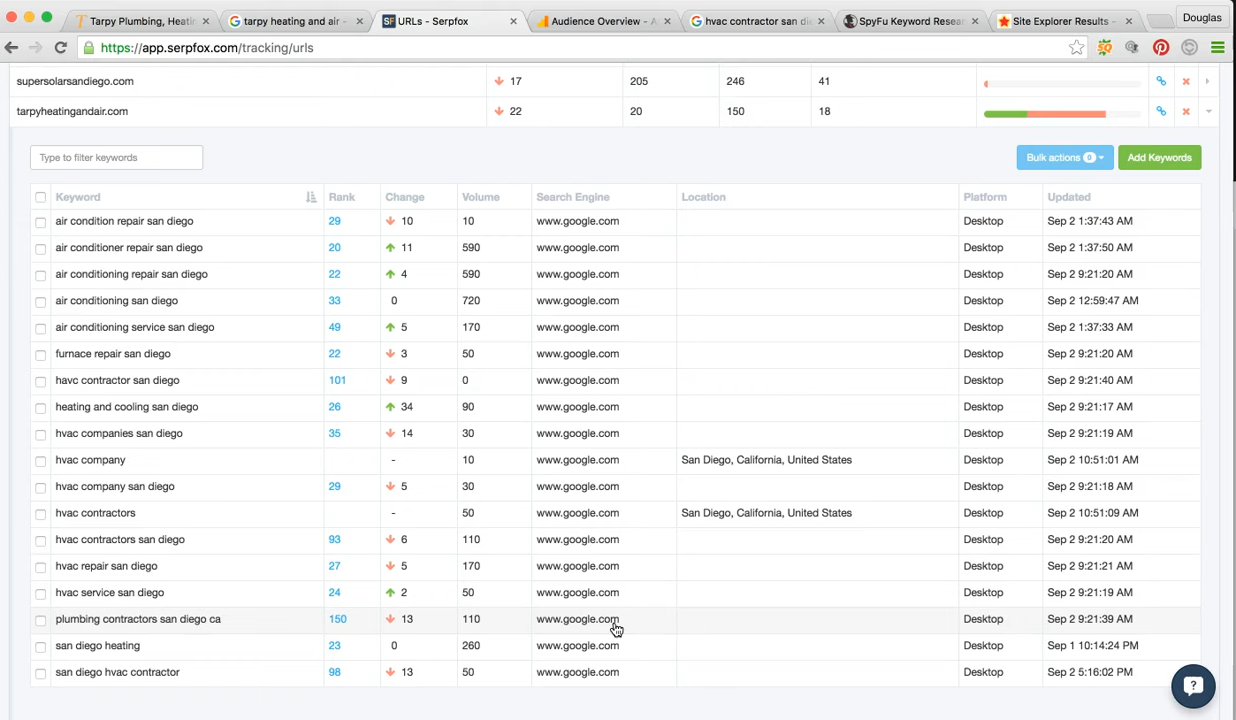 Tarpy Plumbing, Heatin
tarpy heating and air -
SF URLs - Serpfox
Audience Overview - A
hvac contractor san die
SpyFu Keyword Resear
Site Explorer Results -
Douglas
https://app.serpfox.com/tracking/urls
supersolarsandiego.com 17 205 246 41
tarpyheatingandair.com 22 20 150 18
Type to filter keywords Bulk actions 0 Add Keywords
Keyword Rank Change Volume Search Engine Location Platform Updated
air condition repair san diego 29 10 10 www.google.com Desktop Sep 2 1:37:43 AM
air conditioner repair san diego 20 11 590 www.google.com Desktop Sep 2 1:37:50 AM
air conditioning repair san diego 22 4 590 www.google.com Desktop Sep 2 9:21:20 AM
air conditioning san diego 33 0 720 www.google.com Desktop Sep 2 12:59:47 AM
air conditioning service san diego 49 5 170 www.google.com Desktop Sep 2 1:37:33 AM
furnace repair san diego 22 3 50 www.google.com Desktop Sep 2 9:21:20 AM
havc contractor san diego 101 9 0 www.google.com Desktop Sep 2 9:21:40 AM
heating and cooling san diego 26 34 90 www.google.com Desktop Sep 2 9:21:17 AM
hvac companies san diego 35 14 30 www.google.com Desktop Sep 2 9:21:19 AM
hvac company - 10 www.google.com San Diego, California, United States Desktop Sep 2 10:51:01 AM
hvac company san diego 29 5 30 www.google.com Desktop Sep 2 9:21:18 AM
hvac contractors - 50 www.google.com San Diego, California, United States Desktop Sep 2 10:51:09 AM
hvac contractors san diego 93 6 110 www.google.com Desktop Sep 2 9:21:20 AM
hvac repair san diego 27 5 170 www.google.com Desktop Sep 2 9:21:21 AM
hvac service san diego 24 2 50 www.google.com Desktop Sep 2 9:21:19 AM
plumbing contractors san diego ca 150 13 110 www.google.com Desktop Sep 2 9:21:39 AM
san diego heating 23 0 260 www.google.com Desktop Sep 1 10:14:24 PM
san diego hvac contractor 98 13 50 www.google.com Desktop Sep 2 5:16:02 PM